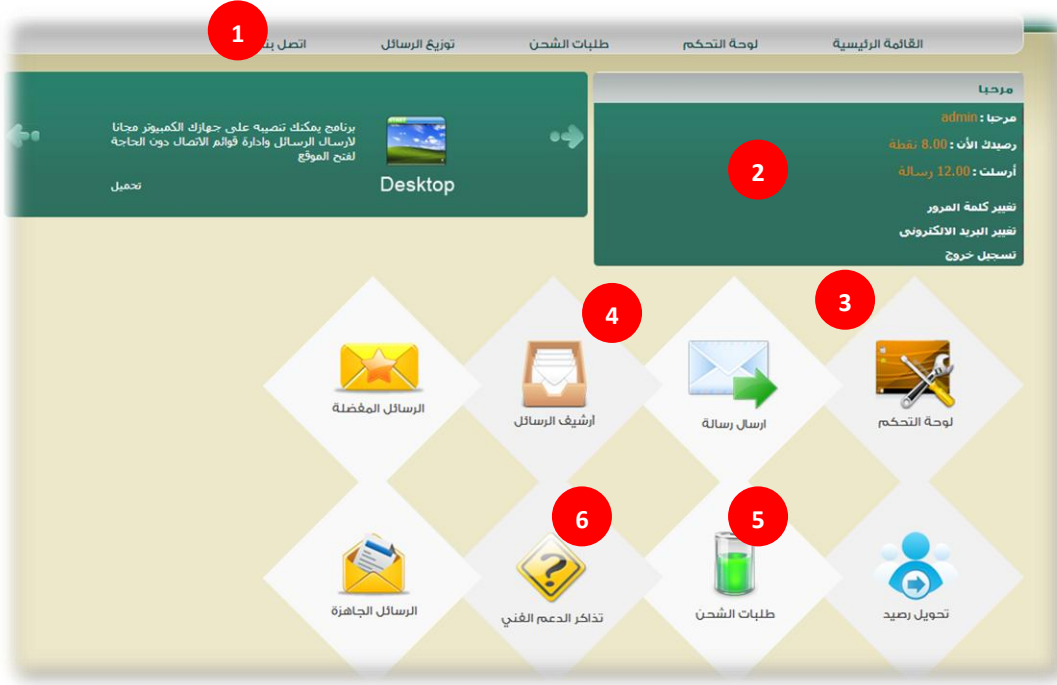 1
القائمة الرئيسية لوحة التحكم طلبات الشحن توزيع الرسائل اتصل
مرحبا
مرحبا : admin
رصيدك الأن : 8.00 نقطة
أرسلت : 12.00 رسالة
تغيير كلمة المرور
تغيير البريد الالكترونى
تسجيل خروج
2
برنامج يمكنك تنصيبه على جهازك الكمبيوتر مجانا
لارسال الرسائل وادارة قوائم الاتصال دون الحاجة
لفتح الموقع
تحميل
Desktop
3
4
لوحة التحكم
ارسال رسالة
أرشيف الرسائل
الرسائل المفضلة
5
6
تحويل رصيد
طلبات الشحن
تذاكر الدعم الفني
الرسائل الجاهزة